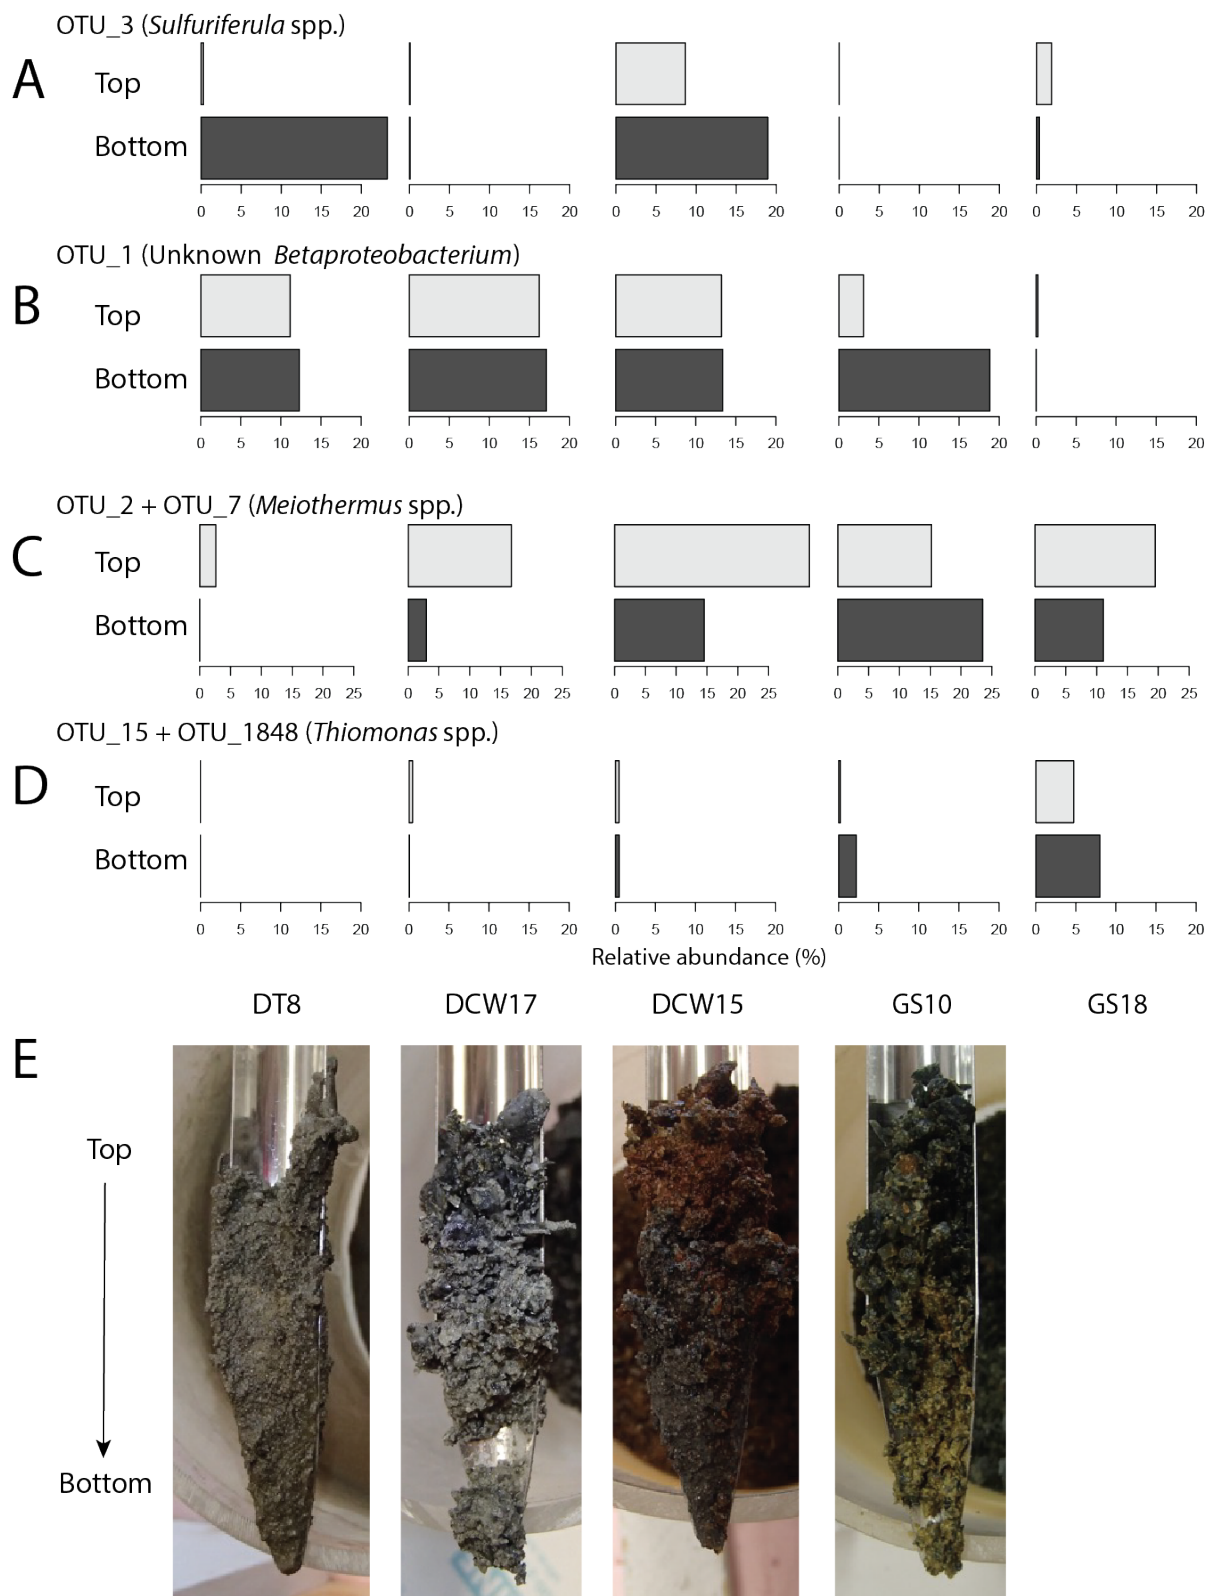 OTU_3 (Sulfuriferula spp.)
A
Top
Bottom
0 5 10 15 20 0 5 10 15 20 0 5 10 15 20 0 5 10 15 20 0 5 10 15 20
OTU_1 (Unknown Betaproteobacterium)
B
Top
Bottom
0 5 10 15 20 0 5 10 15 20 0 5 10 15 20 0 5 10 15 20 0 5 10 15 20
OTU_2 + OTU_7 (Meiothermus spp.)
C
Top
Bottom
0 5 10 15 20 25 0 5 10 15 20 25 0 5 10 15 20 25 0 5 10 15 20 25 0 5 10 15 20 25
OTU_15 + OTU_1848 (Thiomonas spp.)
D
Top
Bottom
0 5 10 15 20 0 5 10 15 20 0 5 10 15 20 0 5 10 15 20 0 5 10 15 20
Relative abundance (%)
DT8 DCW17 DCW15 GS10 GS18
E
Top
Bottom